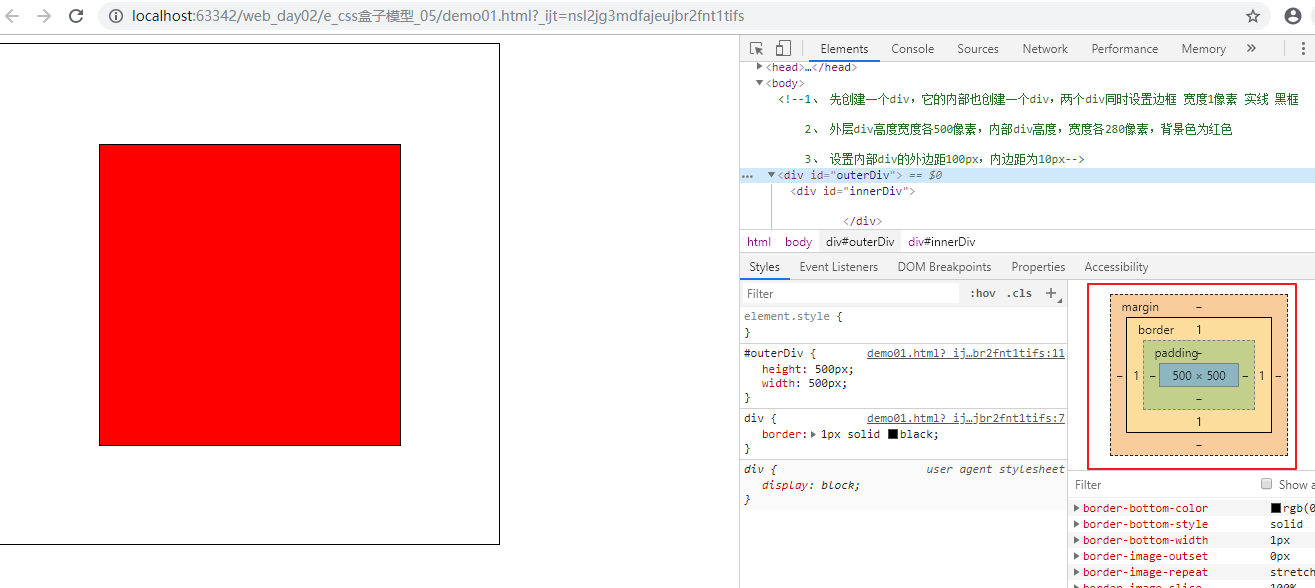 localhost:63342/web_day02/e_css盒子模型_05/demo01.html?_ijt=nsl2jg3mdfajeujbr2fnt1tifs
Elements Console Sources Network Performance Memory »
<head>…</head>
<body>
<!--1、 先创建一个div，它的内部也创建一个div，两个div同时设置边框 宽度1像素 实线 黑框
2、 外层div高度宽度各500像素，内部div高度，宽度各280像素，背景色为红色
3、 设置内部div的外边距100px，内边距为10px-->
… <div id="outerDiv"> == $0
<div id="innerDiv">
</div>
html body div#outerDiv div#innerDiv
Styles Event Listeners DOM Breakpoints Properties Accessibility
Filter :hov .cls +
element.style {
}
#outerDiv { demo01.html?_ij…br2fnt1tifs:11
height: 500px;
width: 500px;
}
div { demo01.html?_ij…jbr2fnt1tifs:7
border: 1px solid black;
}
div { user agent stylesheet
display: block;
}
margin –
border 1
padding –
– 1 – 500 × 500 – 1 –
–
1
–
Filter Show a
border-bottom-color rgb(0
border-bottom-style solid
border-bottom-width 1px
border-image-outset 0px
border-image-repeat stretch
border-image-slice 100%